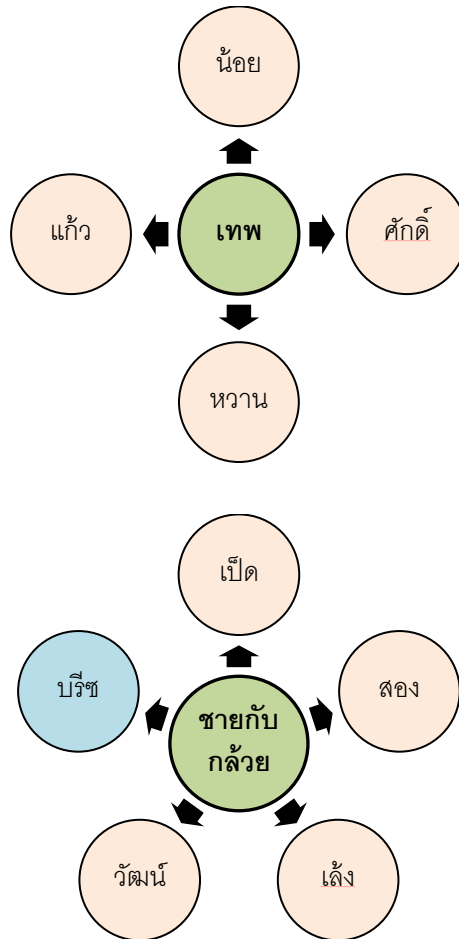 น้อย
แก้ว
เทพ
ศักดิ์
หวาน
เป็ด
บรีซ
สอง
ชายกับ
กล้วย
วัฒน์
เล้ง